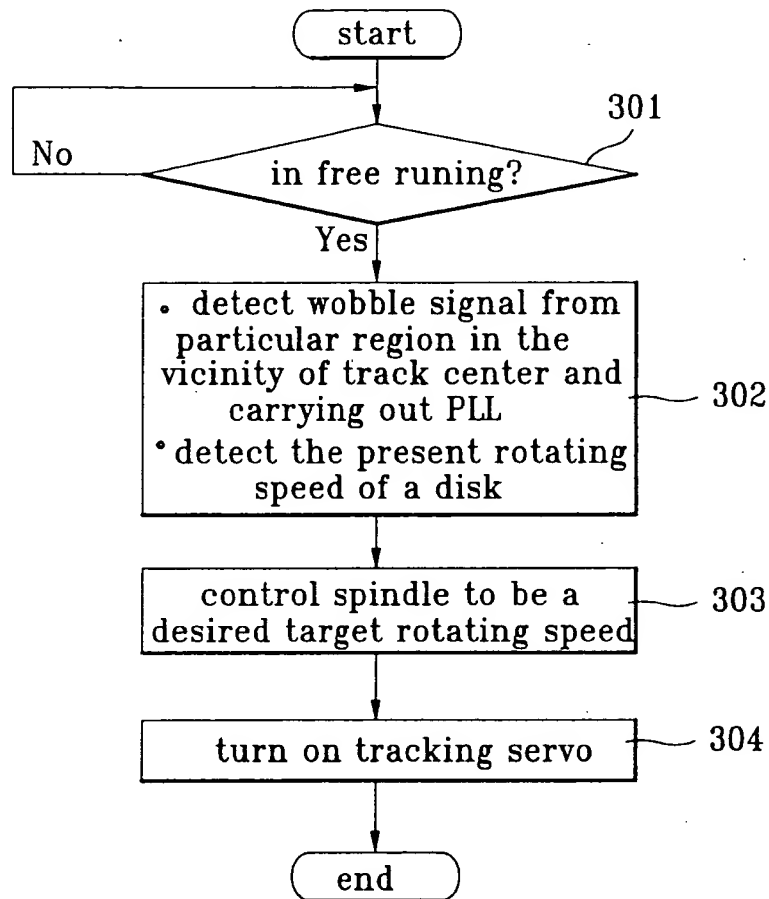 start
301
No
in free runing?
Yes
• detect wobble signal from
particular region in the
vicinity of track center and
carrying out PLL
302
• detect the present rotating
speed of a disk
control spindle to be a
desired target rotating speed
303
turn on tracking servo
304
end